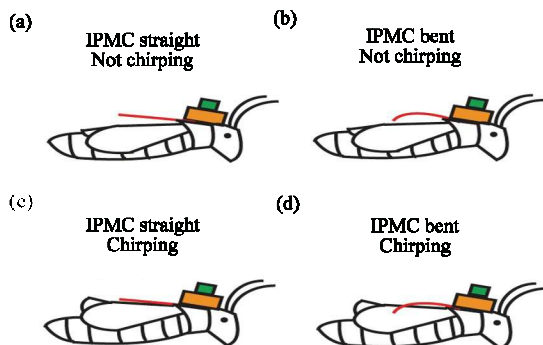 (a)
IPMC straight
Not chirping
(b)
IPMC bent
Not chirping
(c)
IPMC straight
Chirping
(d)
IPMC bent
Chirping